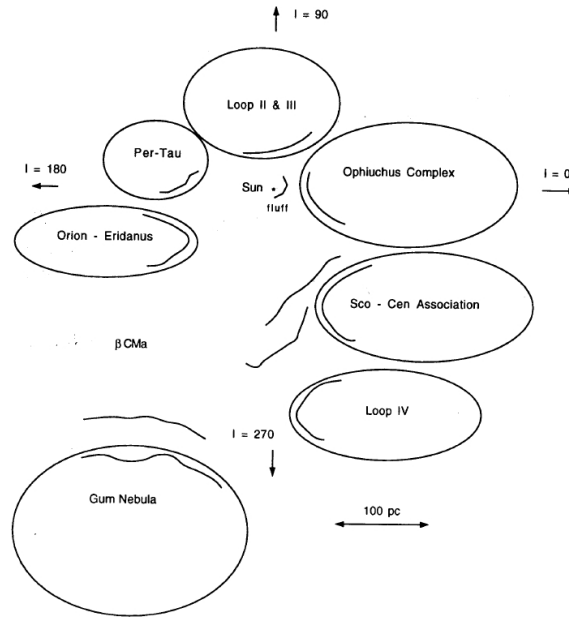 l = 90
Loop II & III
Per-Tau
l = 180
Sun
fluff
Ophiuchus Complex
l = 0
Orion - Eridanus
Sco - Cen Association
β CMa
Loop IV
l = 270
Gum Nebula
100 pc